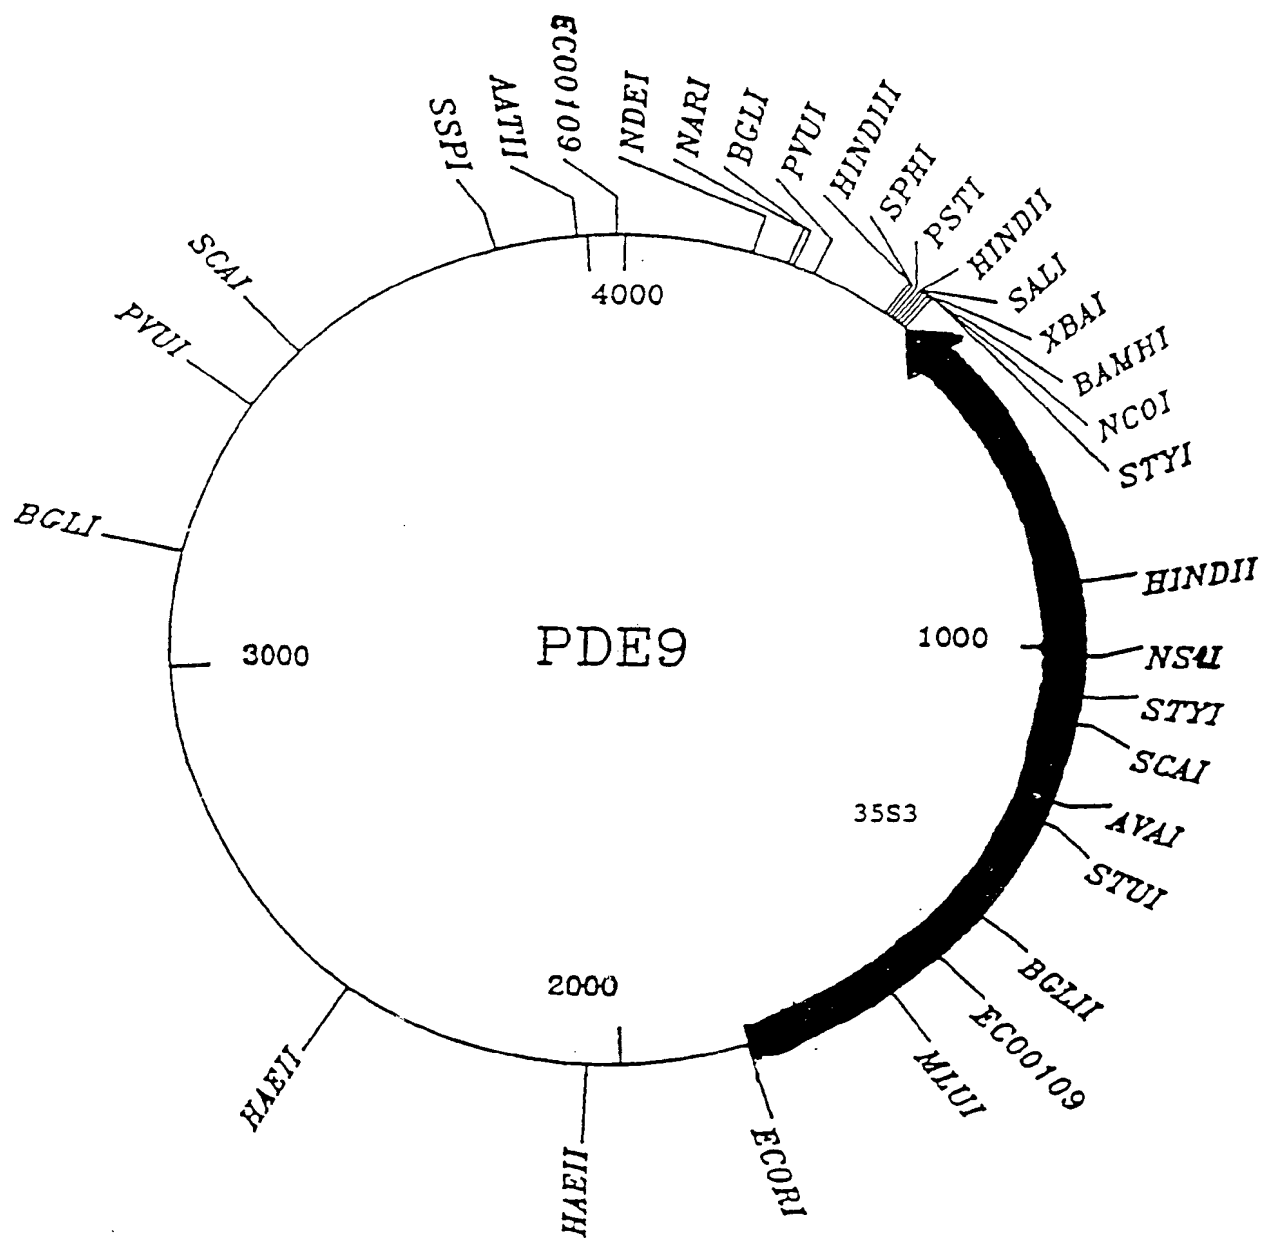 SSPI
AATII
ECO0109
NDEI
NARI
BGLI
PVUI
HINDIII
SPHI
PSTI
HINDII
SALI
XBAI
BAMHI
NCOI
STYI
SCAI
PVUI
BGLI
4000
HINDII
1000
NSII
STYI
SCAI
AVAI
STUI
BGLII
ECO0109
MLUI
ECORI
HAEII
HAEII
2000
3000
PDE9
35S3